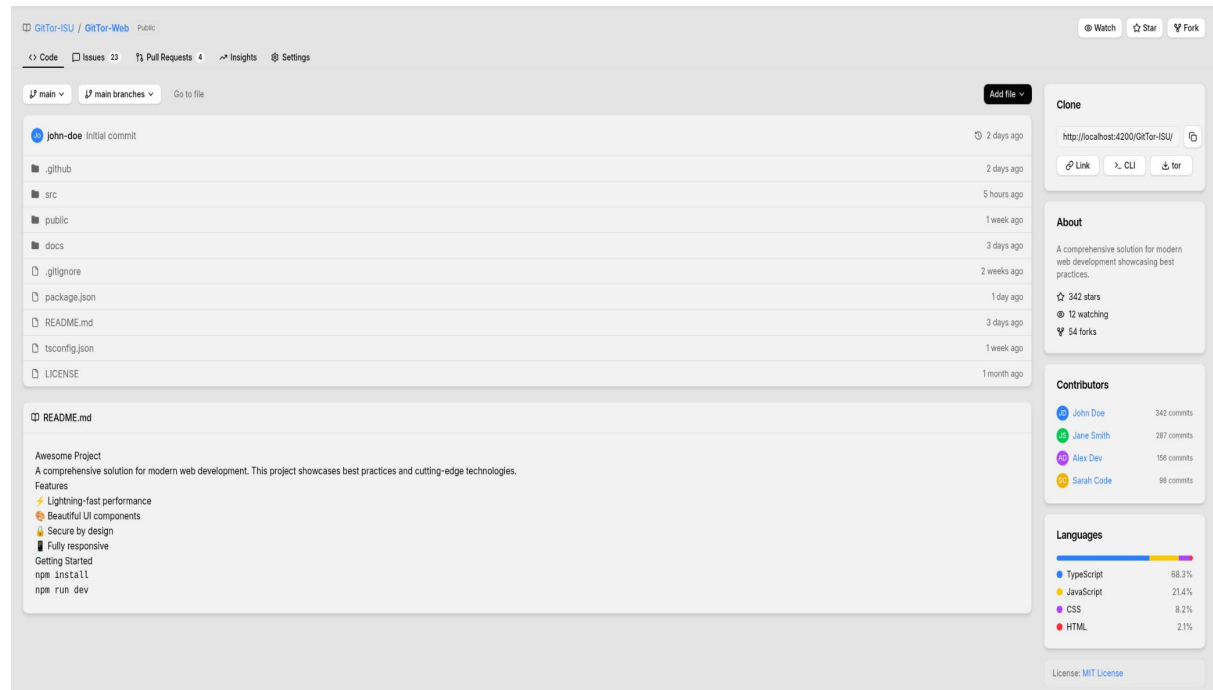 GitTor-ISU / GitTor-Web Public
Watch Star Fork
Code Issues 23 Pull Requests 4 Insights Settings
main main branches Go to file Add file
Jo john-doe Initial commit 2 days ago
.github 2 days ago
src 5 hours ago
public 1 week ago
docs 3 days ago
.gitignore 2 weeks ago
package.json 1 day ago
README.md 3 days ago
tsconfig.json 1 week ago
LICENSE 1 month ago
README.md
Awesome Project
A comprehensive solution for modern web development. This project showcases best practices and cutting-edge technologies.
Features
⚡ Lightning-fast performance
🎨 Beautiful UI components
🔒 Secure by design
📱 Fully responsive
Getting Started
npm install
npm run dev
Clone
http://localhost:4200/GitTor-ISU/
Link >_ CLI tor
About
A comprehensive solution for modern
web development showcasing best
practices.
342 stars
12 watching
54 forks
Contributors
JD John Doe 342 commits
JS Jane Smith 287 commits
AD Alex Dev 156 commits
SC Sarah Code 98 commits
Languages
TypeScript 68.3%
JavaScript 21.4%
CSS 8.2%
HTML 2.1%
License: MIT License